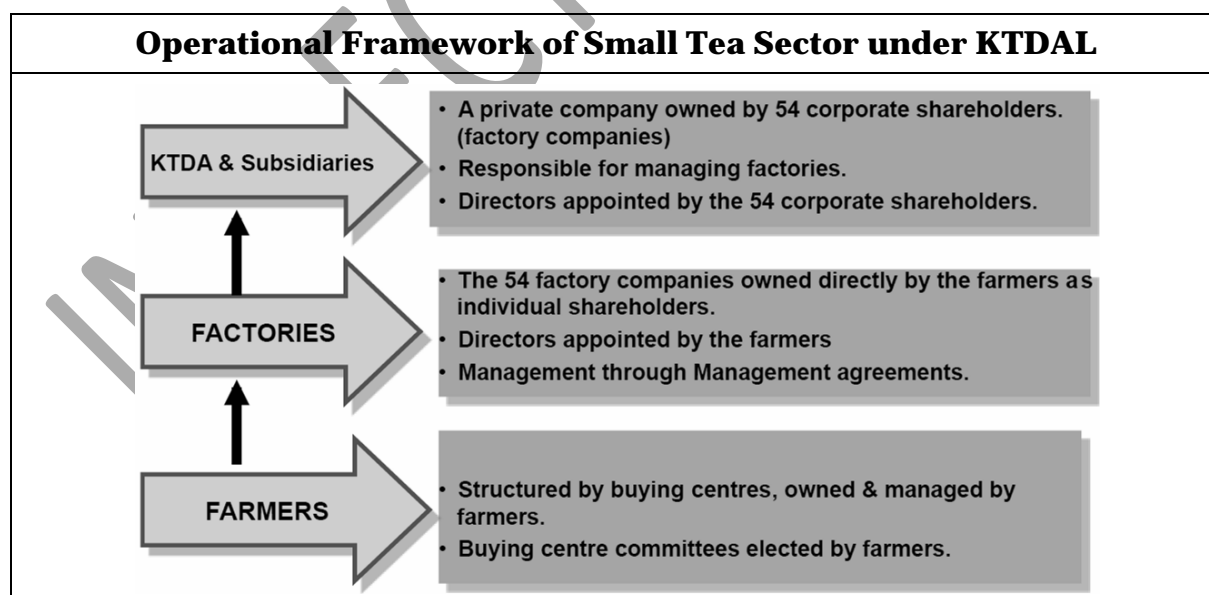 Operational Framework of Small Tea Sector under KTDAL
KTDA & Subsidiaries
• A private company owned by 54 corporate shareholders.
(factory companies)
• Responsible for managing factories.
• Directors appointed by the 54 corporate shareholders.
FACTORIES
• The 54 factory companies owned directly by the farmers as
individual shareholders.
• Directors appointed by the farmers
• Management through Management agreements.
FARMERS
• Structured by buying centres, owned & managed by
farmers.
• Buying centre committees elected by farmers.